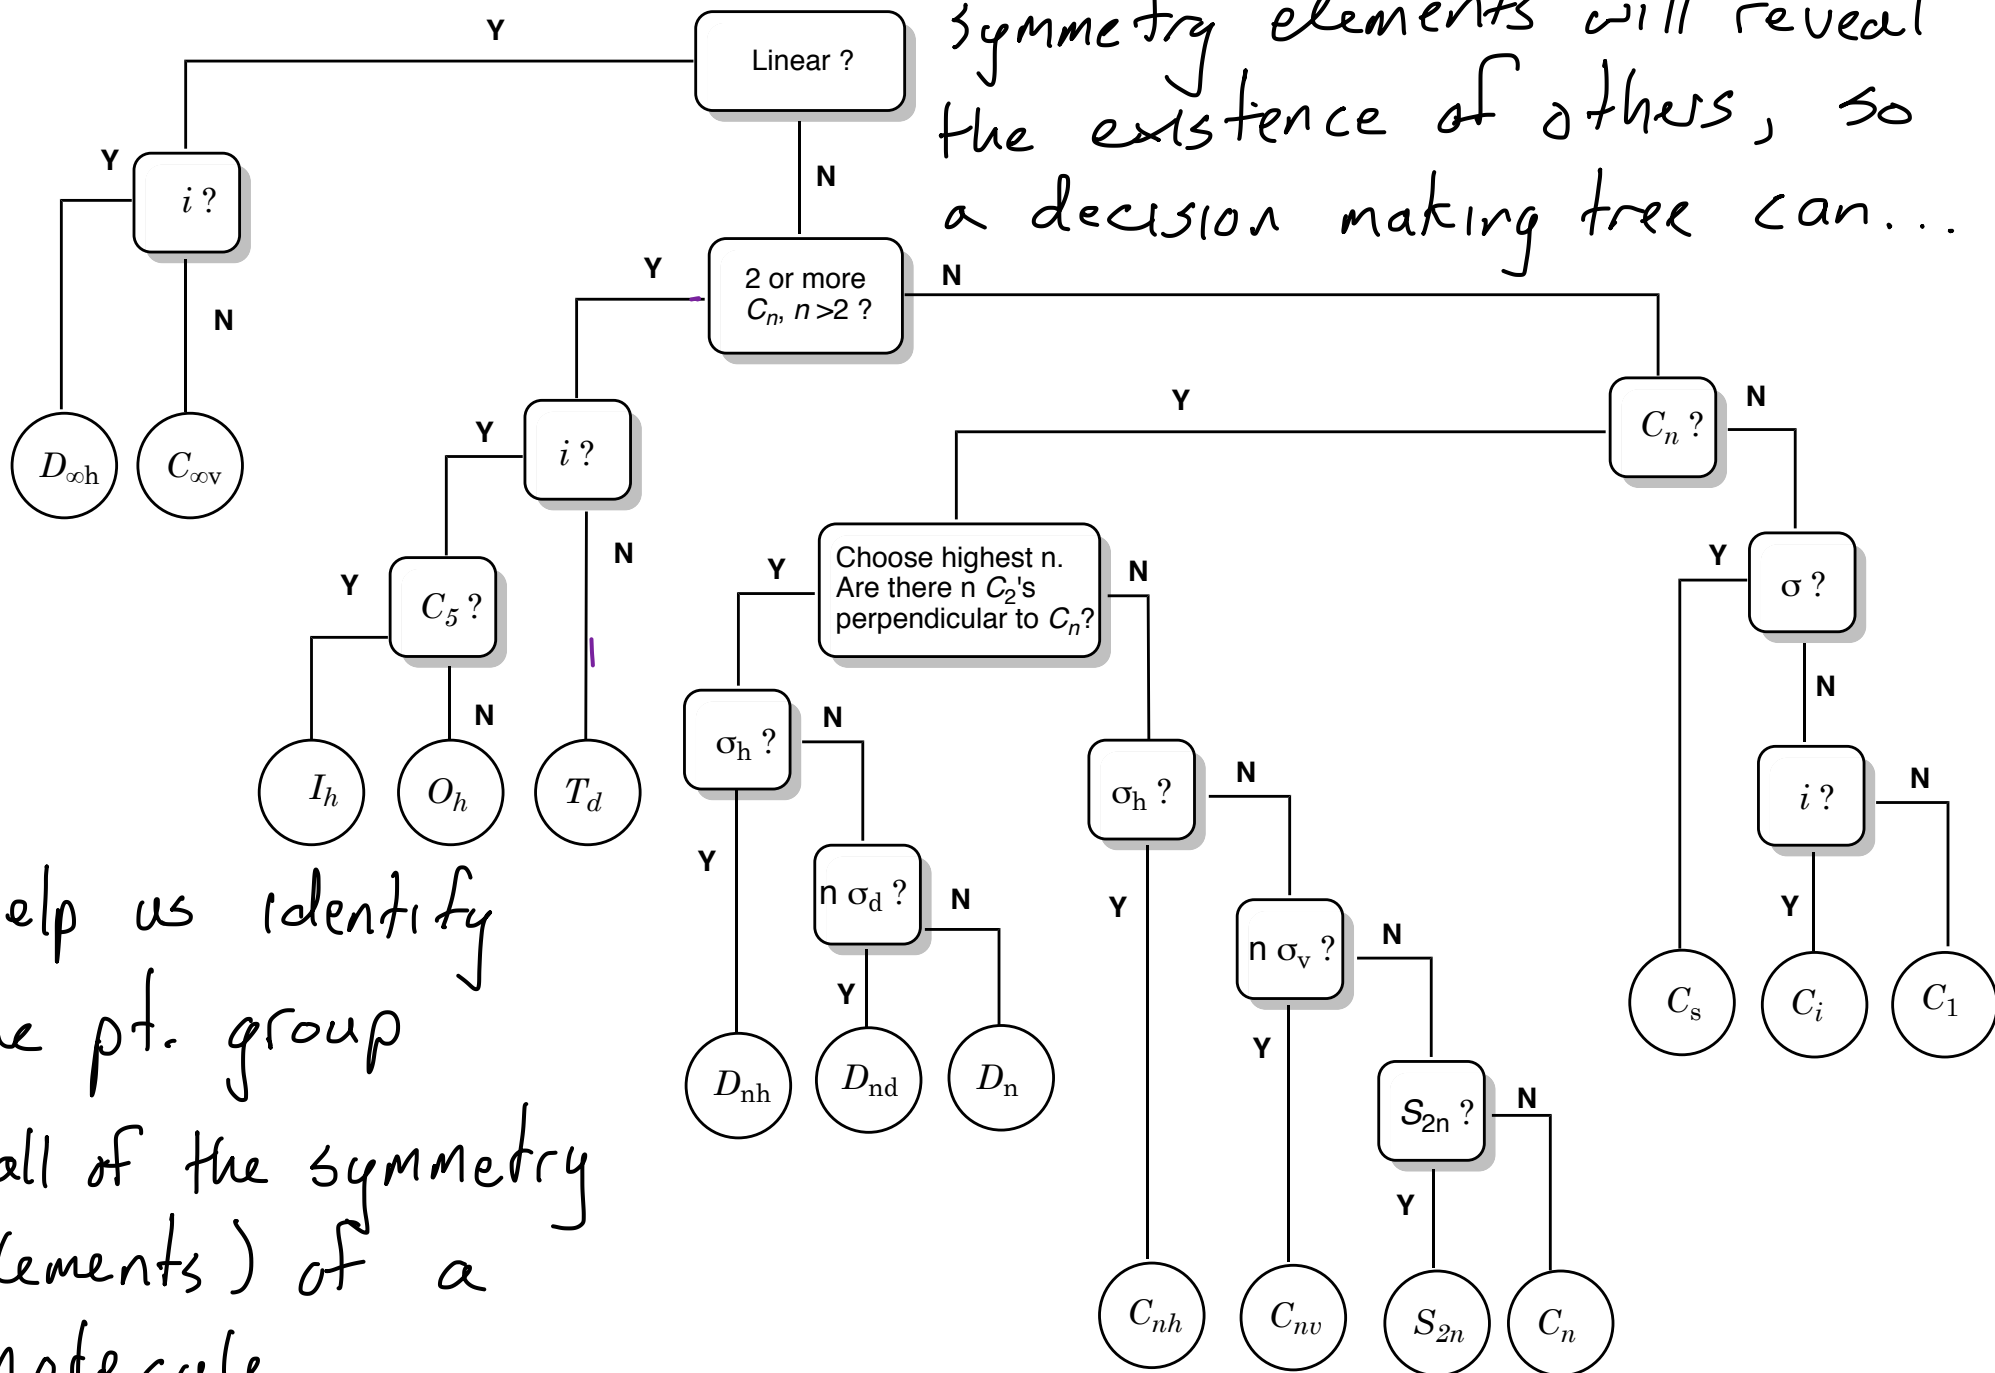 symmetry elements will reveal
the existence of others, so
a decision making tree can...
Y
Linear ?
N
Y
i ?
N
D∞h
C∞v
Y
2 or more
Cn, n >2 ?
N
Y
i ?
N
Y
C5 ?
N
Ih
Oh
Td
Y
Cn ?
N
Y
Choose highest n.
Are there n C2's
perpendicular to Cn?
N
σh ?
N
Y
n σd ?
N
Y
Dnh
Dnd
Dn
σh ?
N
Y
n σv ?
N
Y
S2n ?
N
Y
Cnh
Cnv
S2n
Cn
Y
σ ?
N
i ?
N
Y
Cs
Ci
C1
elp us identify
e pt. group
all of the symmetry
ements) of a